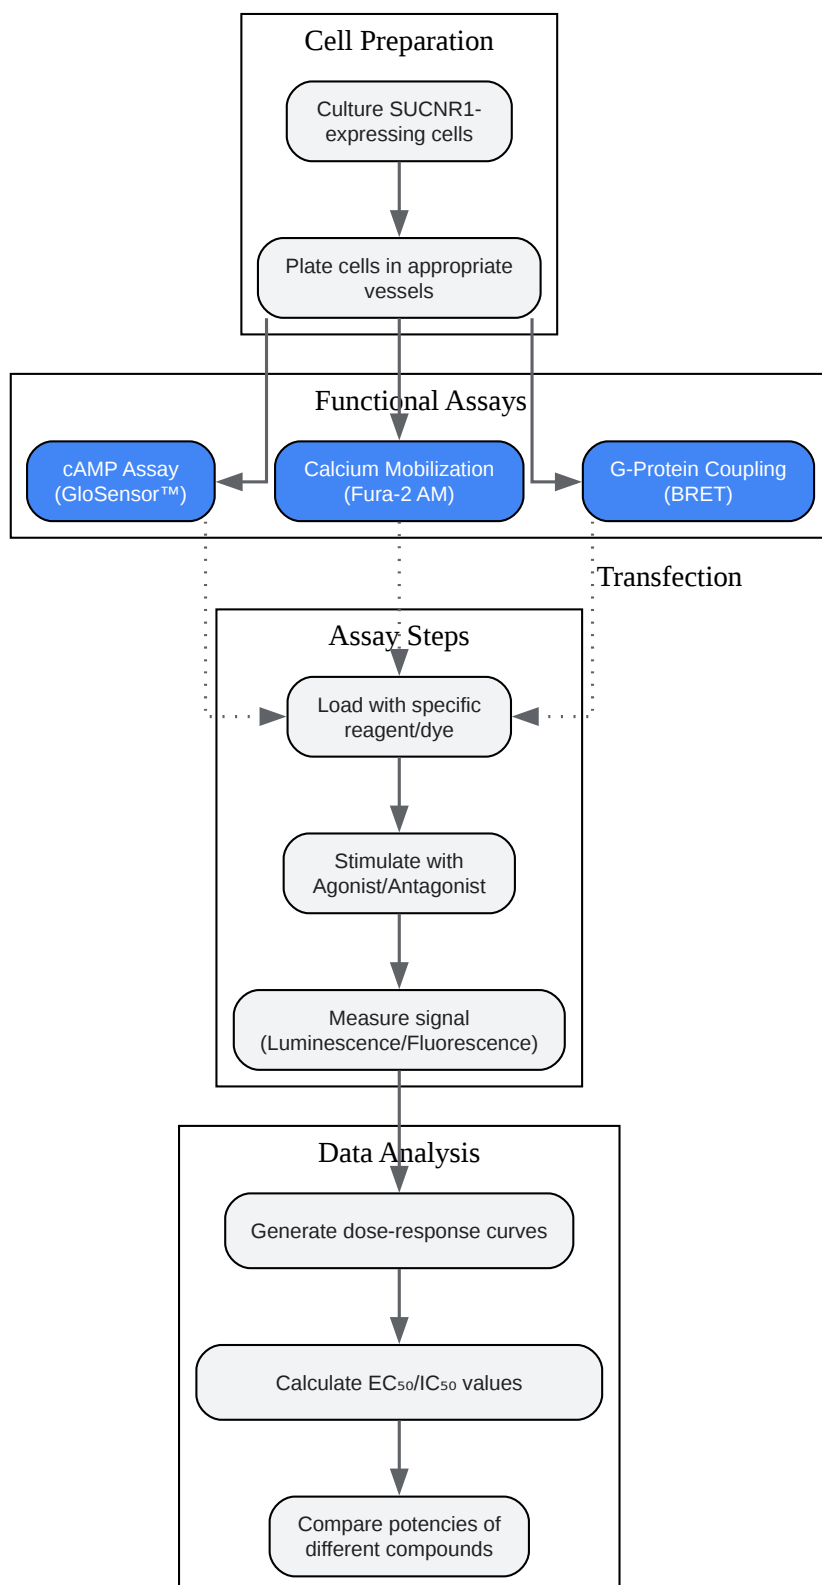 Cell Preparation
Culture SUCNR1-
expressing cells
Plate cells in appropriate
vessels
Functional Assays
cAMP Assay
(GloSensor™)
Calcium Mobilization
(Fura-2 AM)
G-Protein Coupling
(BRET)
Transfection
Assay Steps
Load with specific
reagent/dye
Stimulate with
Agonist/Antagonist
Measure signal
(Luminescence/Fluorescence)
Data Analysis
Generate dose-response curves
Calculate EC₅₀/IC₅₀ values
Compare potencies of
different compounds